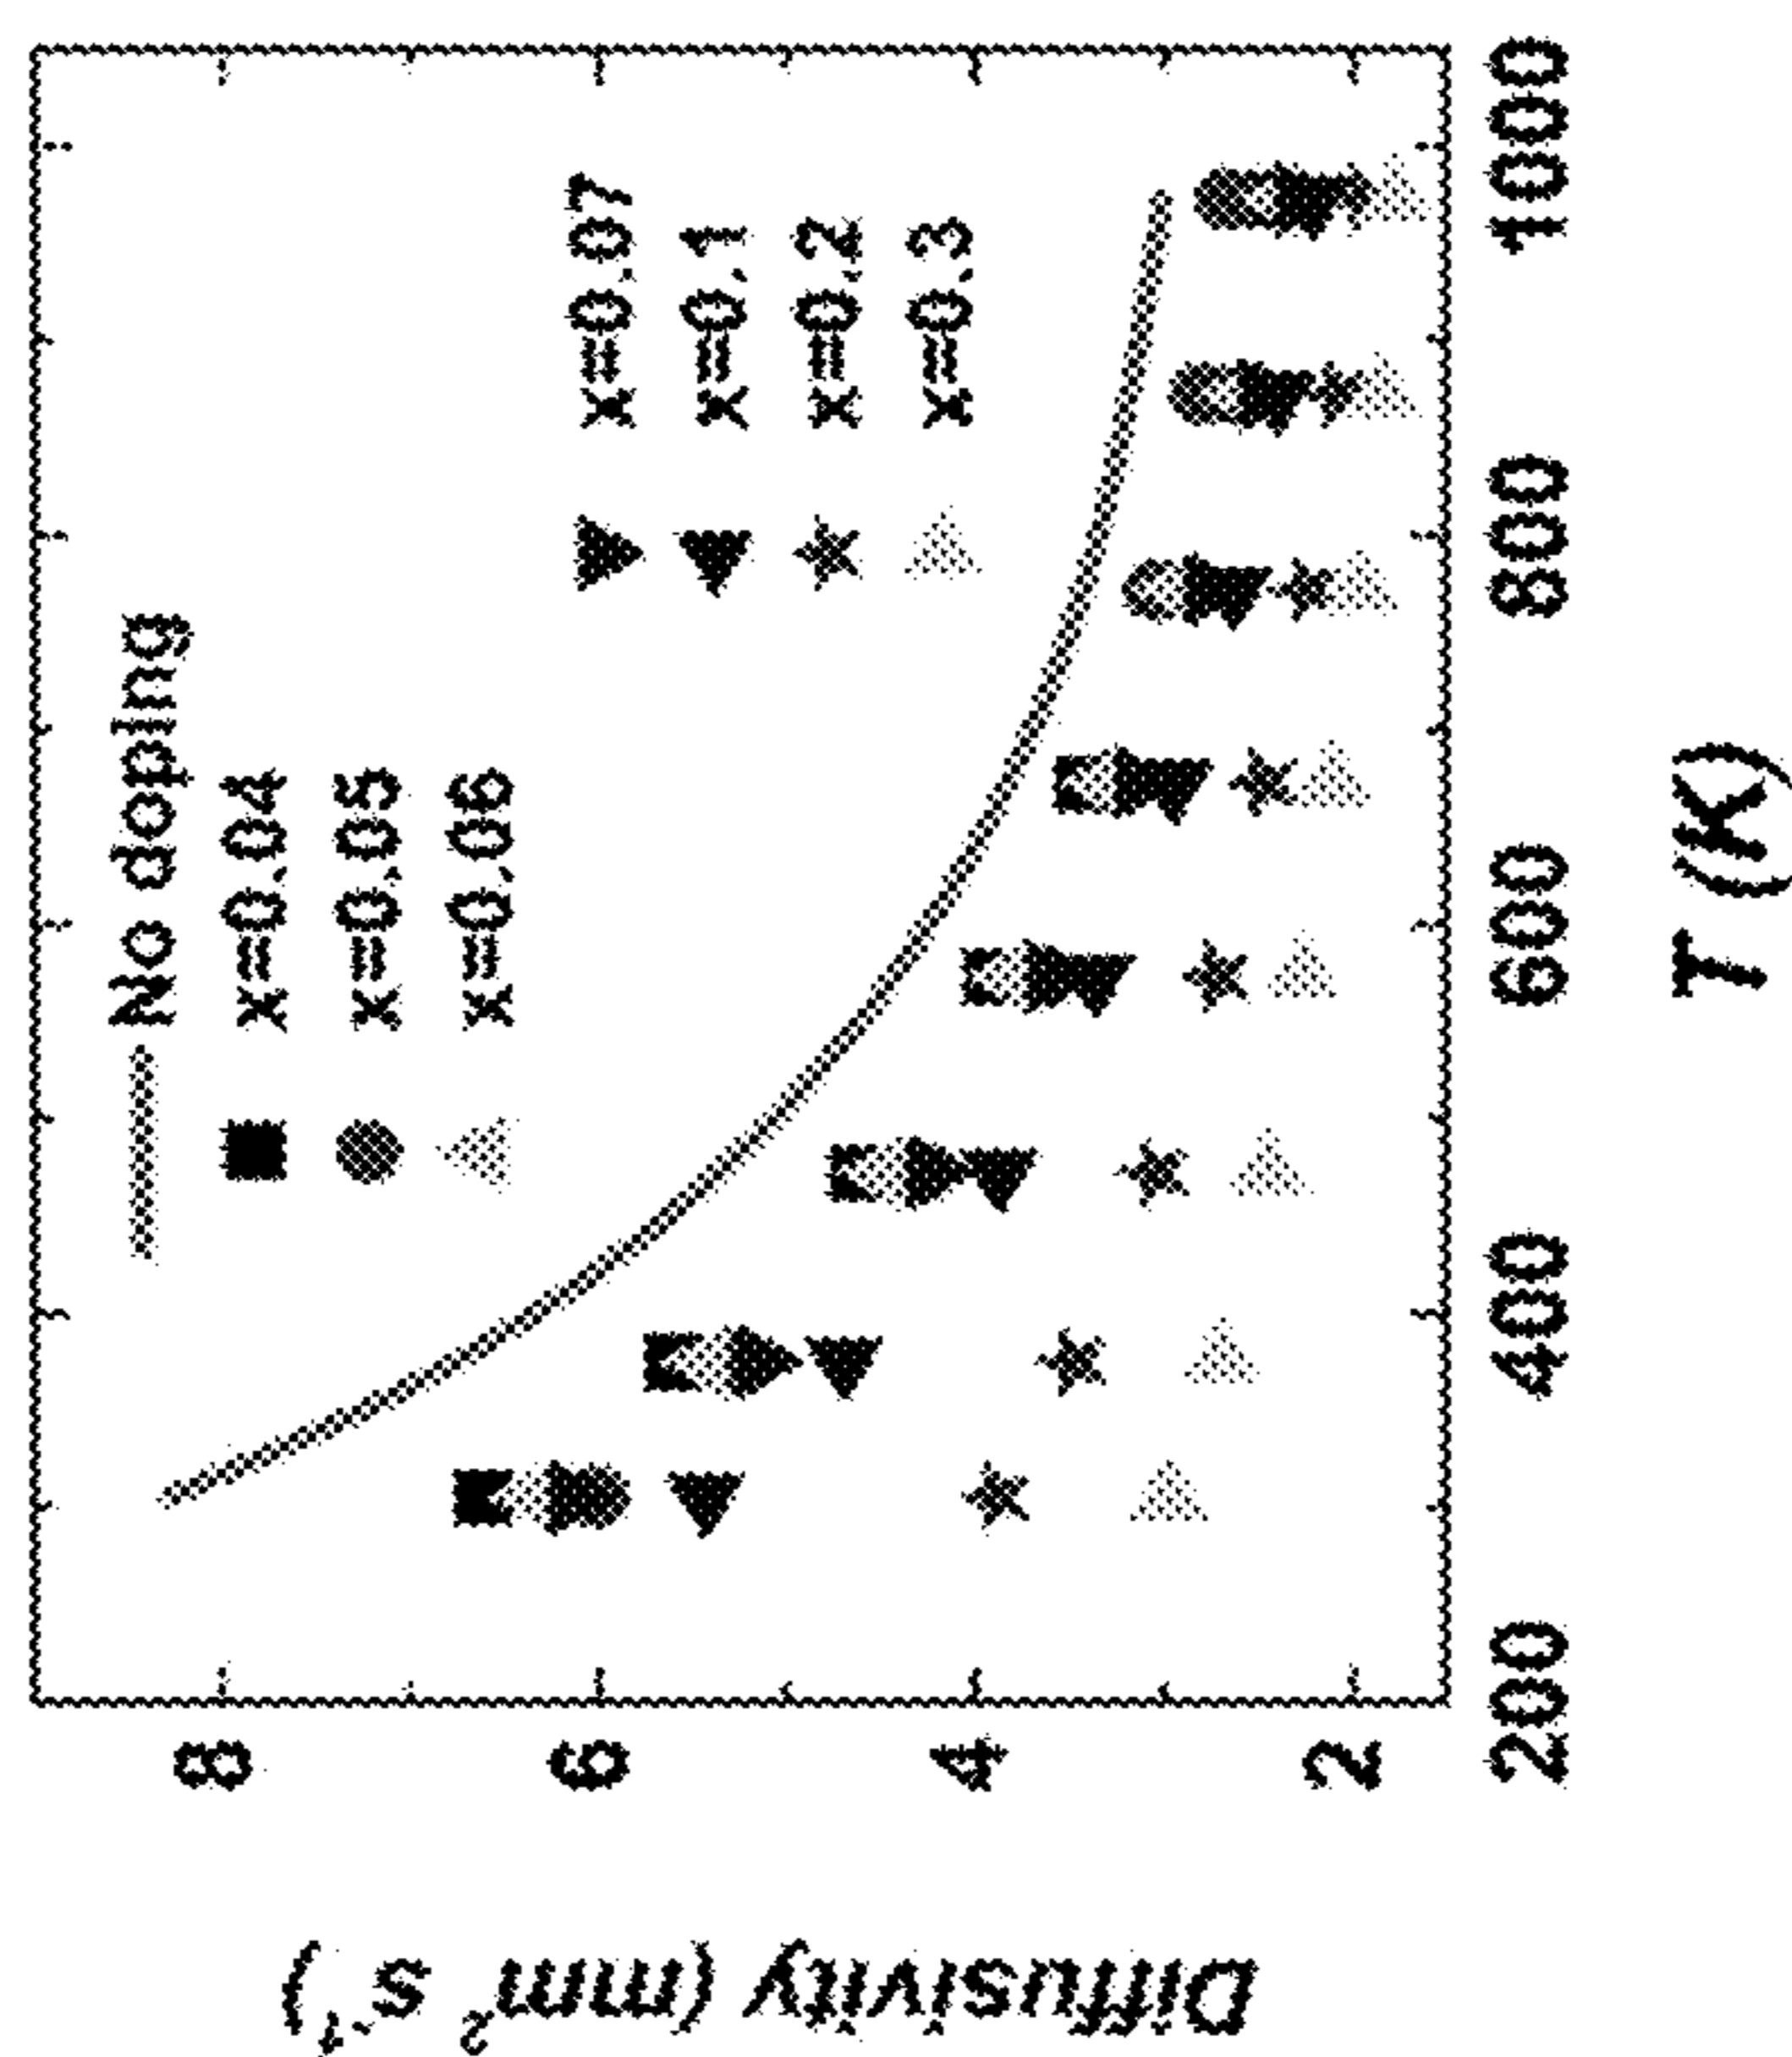 Diffusivity (mm² s⁻¹)
8
6
4
2
No doping
x=0.04
x=0.05
x=0.06
x=0.07
x=0.1
x=0.2
x=0.3
200 400 600 800 1000
T (K)